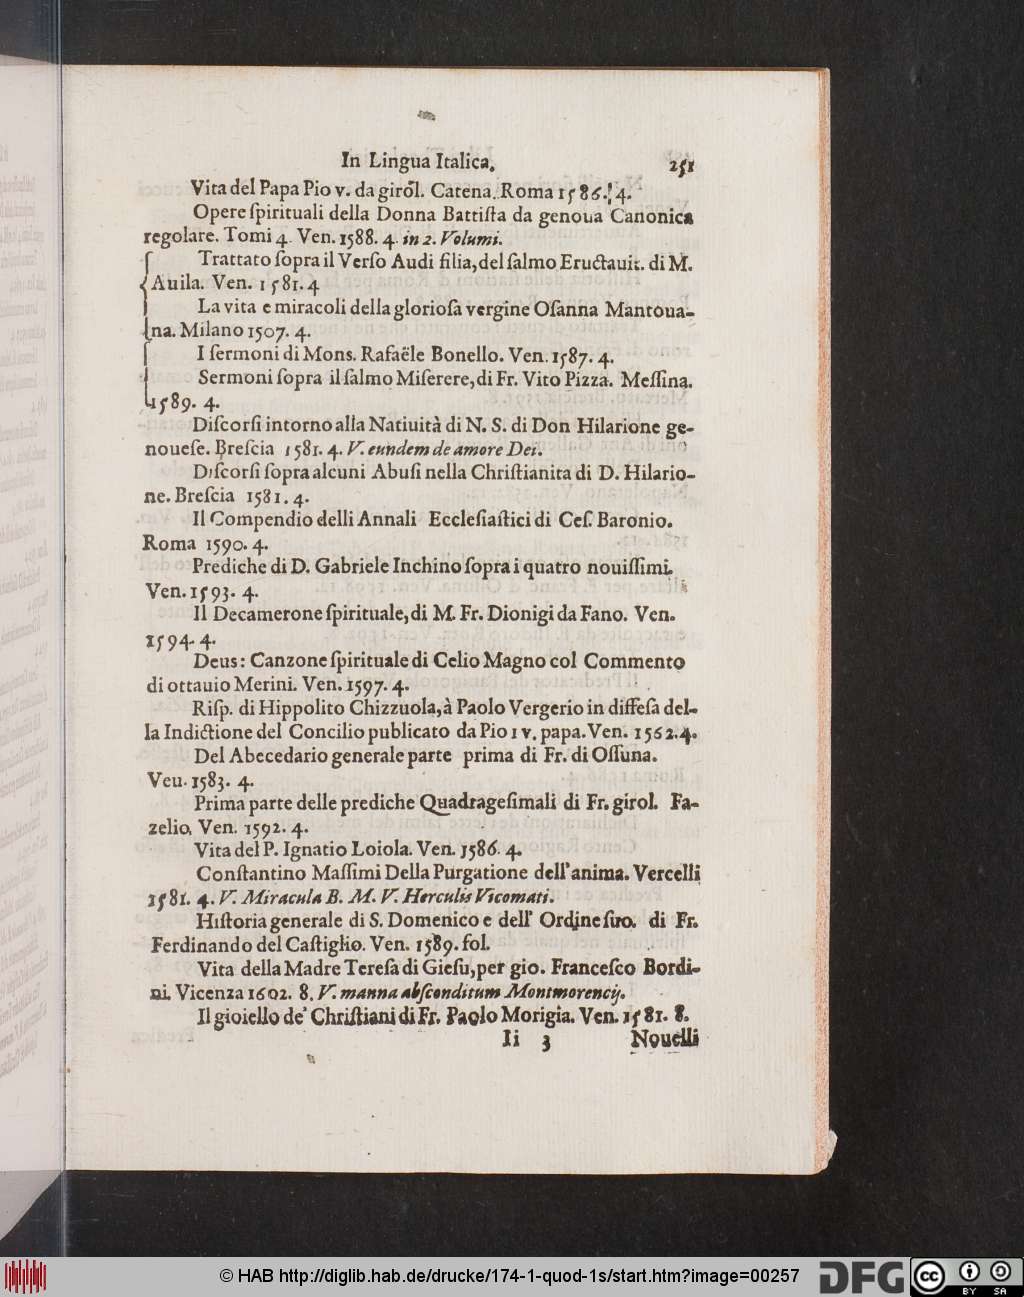 In Lingua Italica. 251
Vita del Papa Pio v. da girol. Catena. Roma 1586. 4.
Opere ſpirituali della Donna Battiſta da genoua Canonica
regolare. Tomi 4. Ven. 1588. 4. in 2. Volumi.
Trattato ſopra il Verſo Audi filia, del ſalmo Eructauit. di M.
Auila. Ven. 1581. 4
La vita e miracoli della glorioſa vergine Oſanna Mantoua-
na. Milano 1507. 4.
I ſermoni di Mons. Rafaële Bonello. Ven. 1587. 4.
Sermoni ſopra il ſalmo Miſerere, di Fr. Vito Pizza. Meſſina.
1589. 4.
Diſcorſi intorno alla Natiuità di N. S. di Don Hilarione ge-
noueſe. Breſcia 1581. 4. V. eundem de amore Dei.
Diſcorſi ſopra alcuni Abuſi nella Chriſtianita di D. Hilario-
ne. Breſcia 1581. 4.
Il Compendio delli Annali Eccleſiaſtici di Ceſ. Baronio.
Roma 1590. 4.
Prediche di D. Gabriele Inchino ſopra i quatro nouiſſimi.
Ven. 1593. 4.
Il Decamerone ſpirituale, di M. Fr. Dionigi da Fano. Ven.
1594. 4.
Deus: Canzone ſpirituale di Celio Magno col Commento
di ottauio Merini. Ven. 1597. 4.
Riſp. di Hippolito Chizzuola, à Paolo Vergerio in diffeſa del-
la Indictione del Concilio publicato da Pio IV. papa. Ven. 1562. 4.
Del Abecedario generale parte prima di Fr. di Oſſuna.
Veu. 1583. 4.
Prima parte delle prediche Quadrageſimali di Fr. girol. Fa-
zelio. Ven. 1592. 4.
Vita del P. Ignatio Loiola. Ven. 1586. 4.
Conſtantino Maſſimi Della Purgatione dell'anima. Vercelli
1581. 4. V. Miracula B. M. V. Herculis Vicomati.
Hiſtoria generale di S. Domenico e dell' Ordine ſuo. di Fr.
Ferdinando del Caſtiglio. Ven. 1589. fol.
Vita della Madre Tereſa di Gieſu, per gio. Franceſco Bordi-
ni. Vicenza 1602. 8. V. manna abſconditum Montmorencij.
Il gioiello de' Chriſtiani di Fr. Paolo Morigia. Ven. 1581. 8.
Ii 3 Nouelli
© HAB http://diglib.hab.de/drucke/174-1-quod-1s/start.htm?image=00257
DFG
cc BY SA